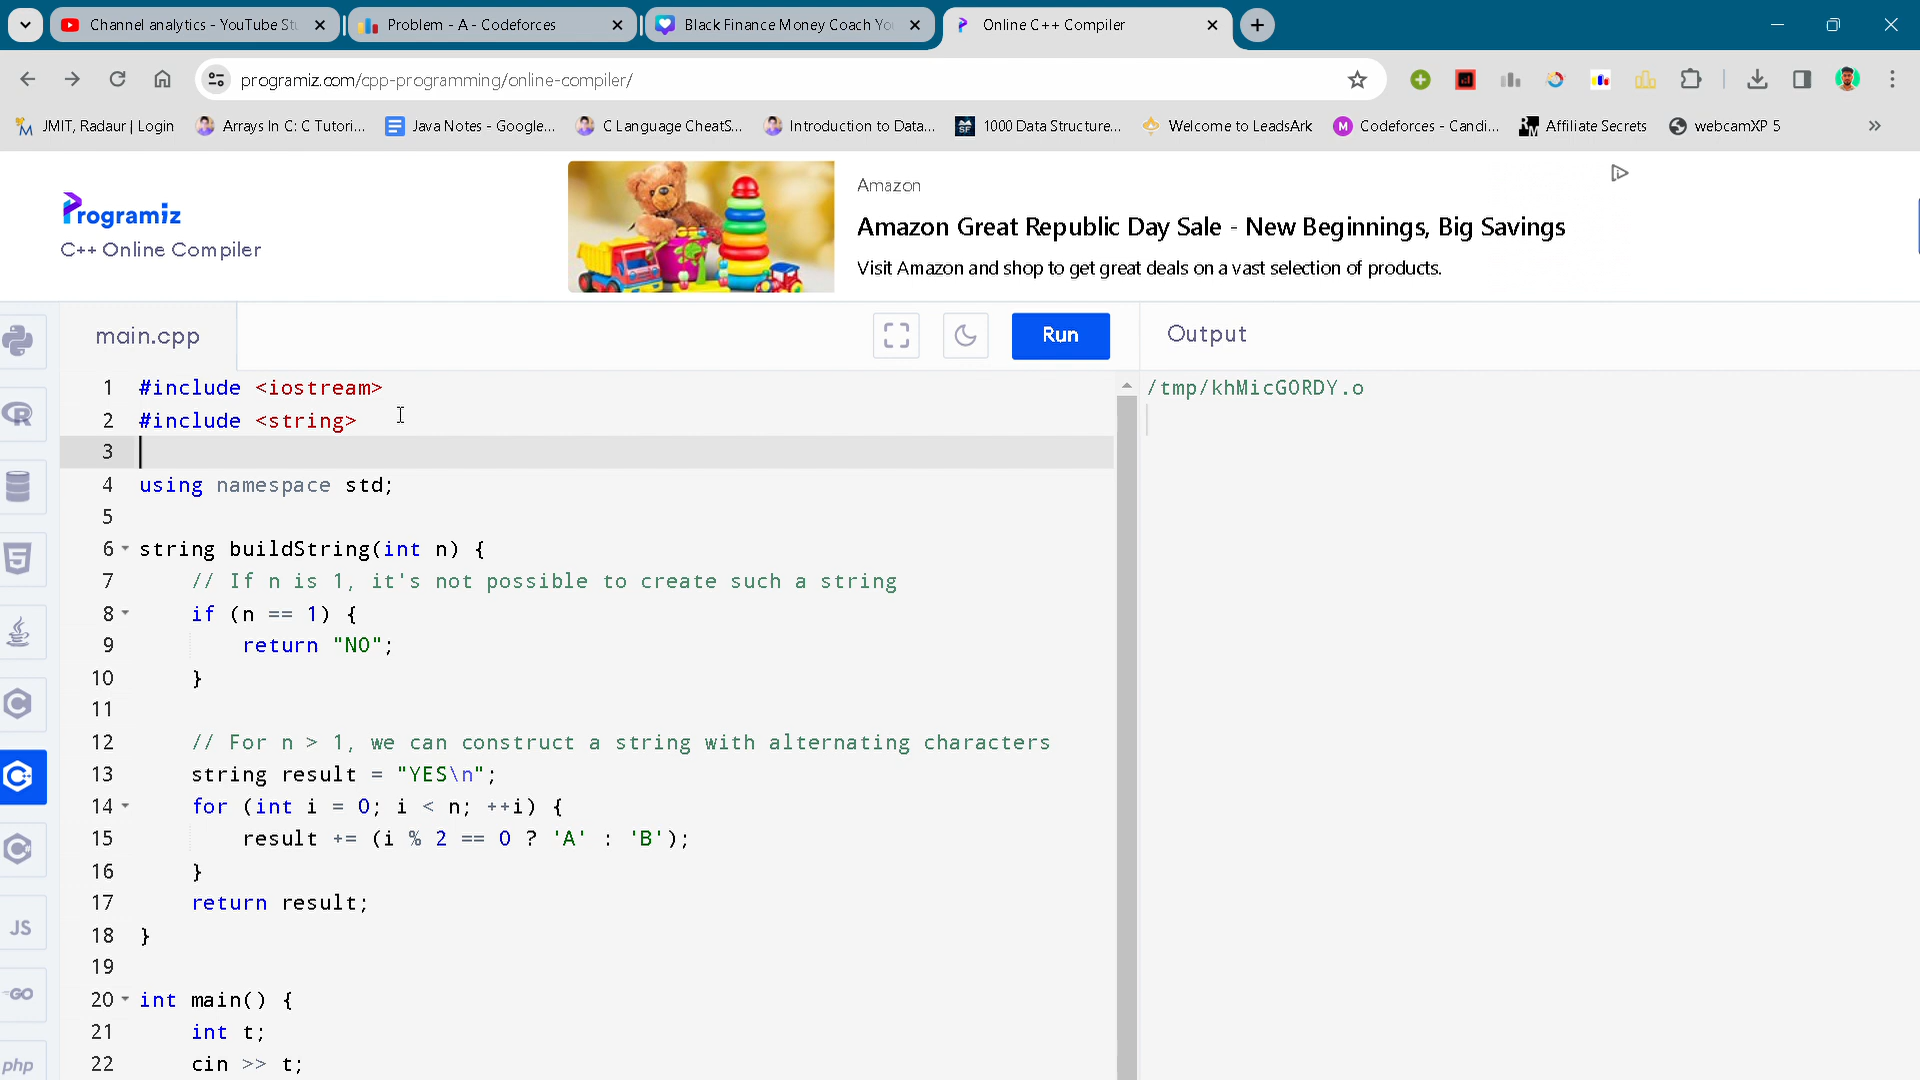 Channel analytics - YouTube Stu
Problem - A - Codeforces
Black Finance Money Coach Yo
Online C++ Compiler
programiz.com/cpp-programming/online-compiler/
JMIT, Radaur | Login
Arrays In C: C Tutori...
Java Notes - Google...
C Language CheatS...
Introduction to Data...
1000 Data Structure...
Welcome to LeadsArk
Codeforces - Candi...
Affiliate Secrets
webcamXP 5
Programiz
C++ Online Compiler
Amazon
Amazon Great Republic Day Sale - New Beginnings, Big Savings
Visit Amazon and shop to get great deals on a vast selection of products.
main.cpp
Run
Output
1 #include <iostream>
2 #include <string>
3
4 using namespace std;
5
6 string buildString(int n) {
7 // If n is 1, it's not possible to create such a string
8 if (n == 1) {
9 return "NO";
10 }
11
12 // For n > 1, we can construct a string with alternating characters
13 string result = "YES\n";
14 for (int i = 0; i < n; ++i) {
15 result += (i % 2 == 0 ? 'A' : 'B');
16 }
17 return result;
18 }
19
20 int main() {
21 int t;
22 cin >> t;
/tmp/khMicGORDY.o
JS
GO
php